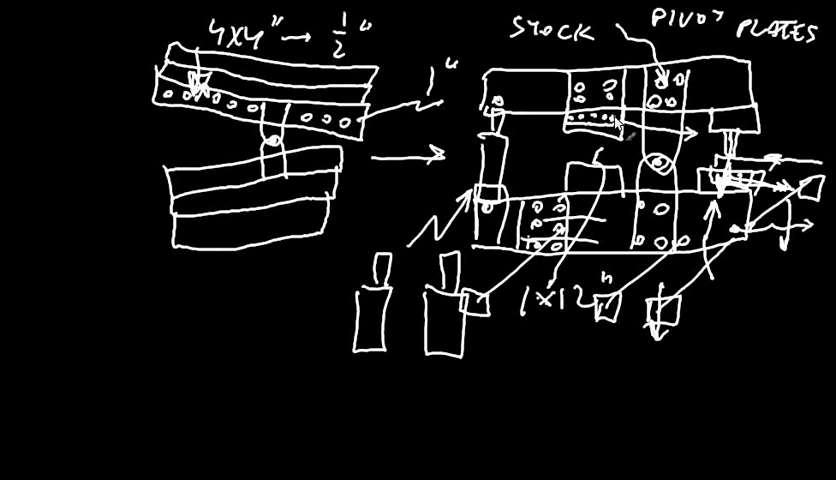 4X4" → 1/2"
STOCK
PIVOT PLATES
1"
1X12"